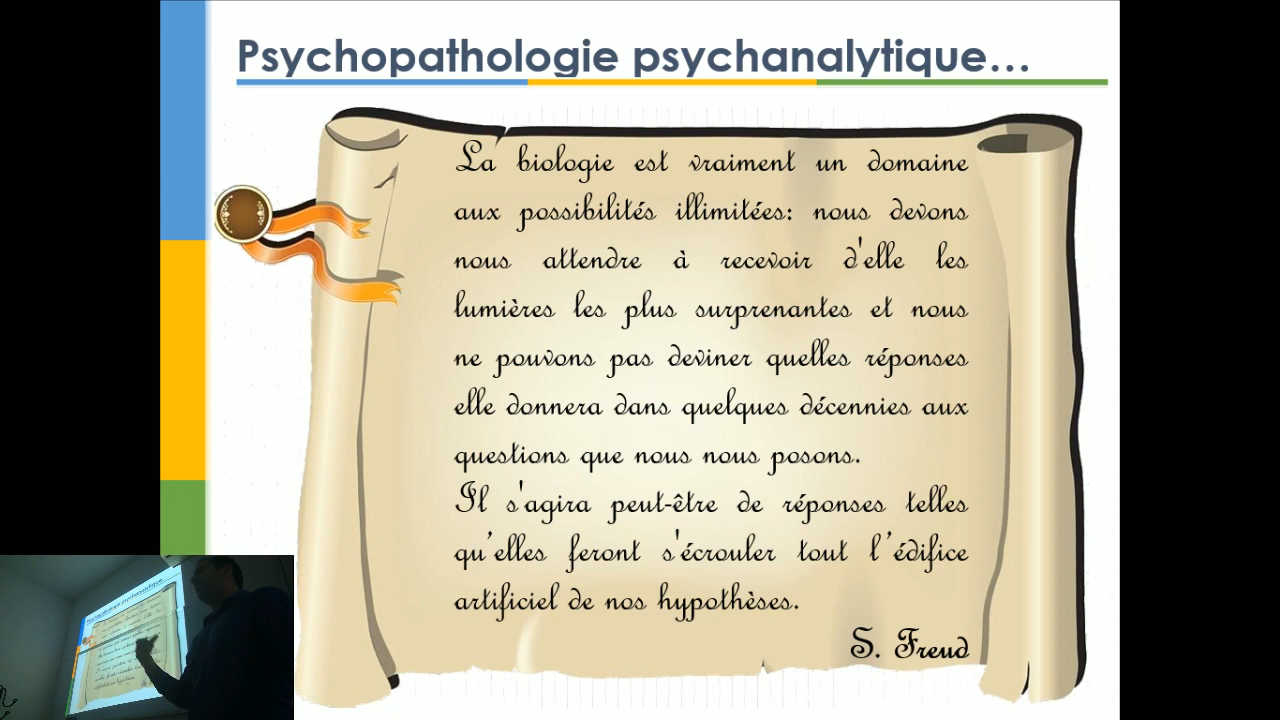 Psychopathologie psychanalytique...
La biologie est vraiment un domaine
aux possibilités illimitées: nous devons
nous attendre à recevoir d'elle les
lumières les plus surprenantes et nous
ne pouvons pas deviner quelles réponses
elle donnera dans quelques décennies aux
questions que nous nous posons.
Il s'agira peut-être de réponses telles
qu'elles feront s'écrouler tout l'édifice
artificiel de nos hypothèses.
S. Freud
Psychopathologie psychanalytique...